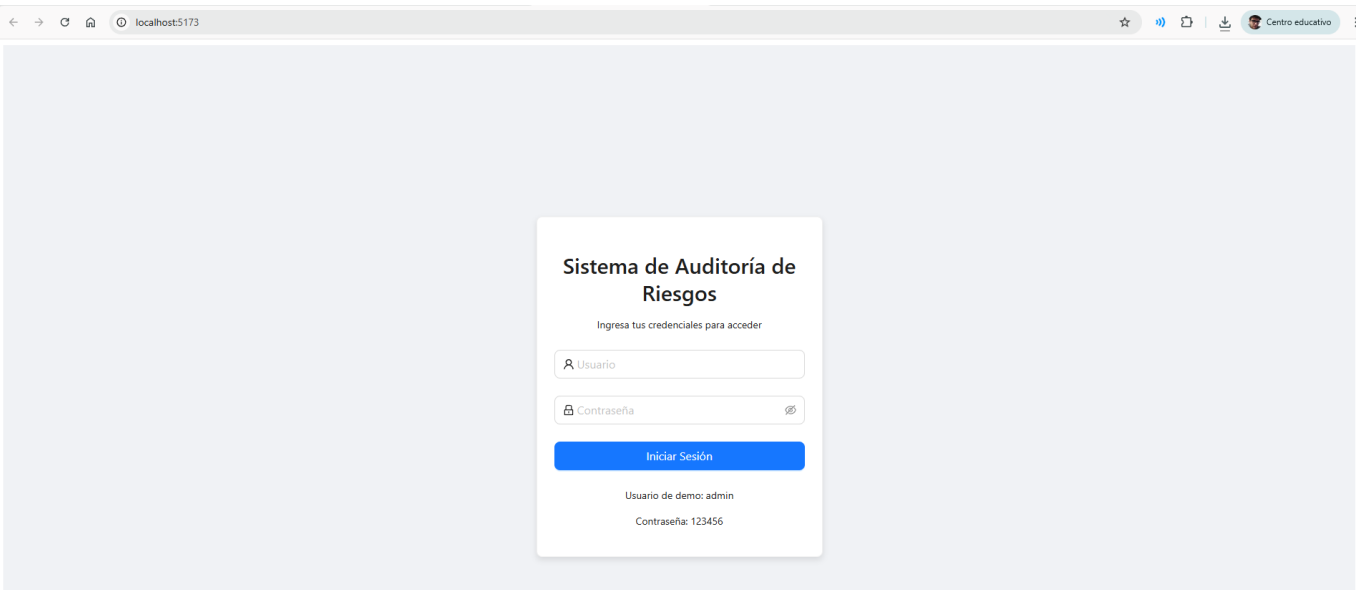 localhost:5173
Centro educativo
Sistema de Auditoría de
Riesgos
Ingresa tus credenciales para acceder
Usuario
Contraseña
Iniciar Sesión
Usuario de demo: admin
Contraseña: 123456